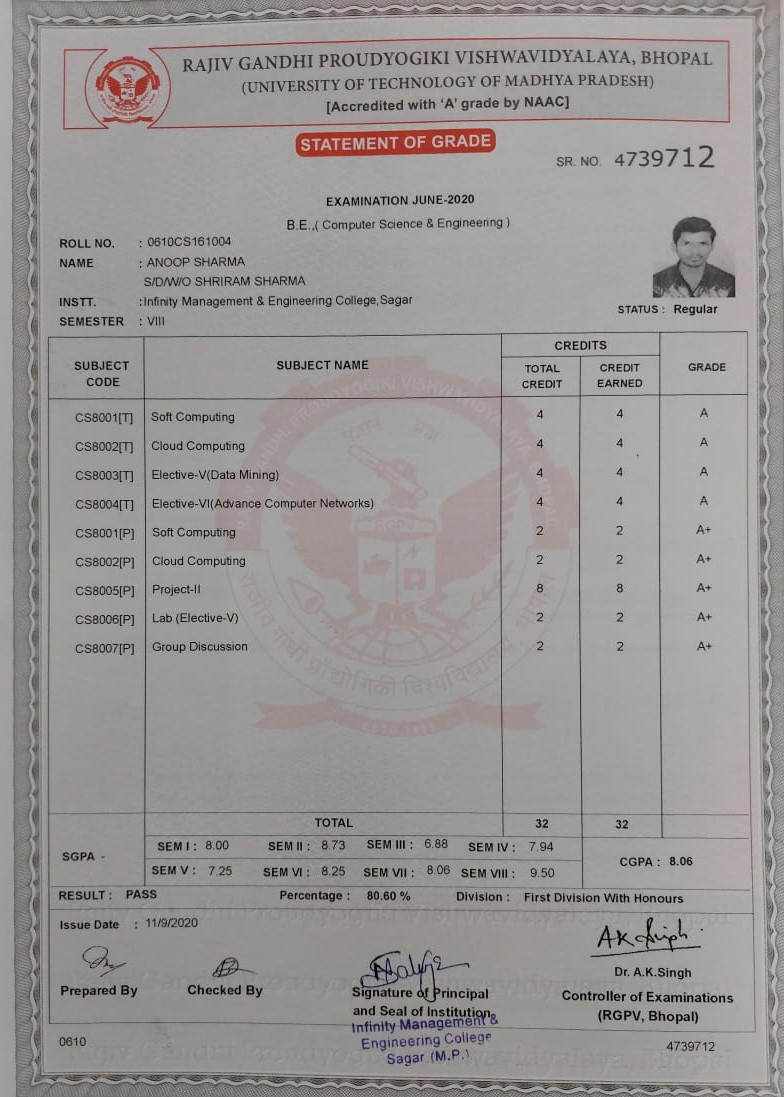 RAJIV GANDHI PROUDYOGIKI VISHWAVIDYALAYA, BHOPAL
(UNIVERSITY OF TECHNOLOGY OF MADHYA PRADESH)
[Accredited with 'A' grade by NAAC]
STATEMENT OF GRADE
SR. NO. 4739712
EXAMINATION JUNE-2020
B.E.,( Computer Science & Engineering )
ROLL NO. : 0610CS161004
NAME : ANOOP SHARMA
S/D/W/O SHRIRAM SHARMA
INSTT. :Infinity Management & Engineering College,Sagar
STATUS : Regular
SEMESTER : VIII
CREDITS
SUBJECT CODE SUBJECT NAME TOTAL CREDIT CREDIT EARNED GRADE
CS8001[T] Soft Computing 4 4 A
CS8002[T] Cloud Computing 4 4 A
CS8003[T] Elective-V(Data Mining) 4 4 A
CS8004[T] Elective-VI(Advance Computer Networks) 4 4 A
CS8001[P] Soft Computing 2 2 A+
CS8002[P] Cloud Computing 2 2 A+
CS8005[P] Project-II 8 8 A+
CS8006[P] Lab (Elective-V) 2 2 A+
CS8007[P] Group Discussion 2 2 A+
RGPV
TOTAL 32 32
SGPA -
SEM I : 8.00 SEM II : 8.73 SEM III : 6.88 SEM IV : 7.94
SEM V : 7.25 SEM VI : 8.25 SEM VII : 8.06 SEM VIII : 9.50
CGPA : 8.06
RESULT : PASS Percentage : 80.60 % Division : First Division With Honours
Issue Date : 11/9/2020
Prepared By
Checked By
Signature of Principal
and Seal of Institution
Infinity Management &
Engineering College
Sagar (M.P.)
A.K Singh
Dr. A.K.Singh
Controller of Examinations
(RGPV, Bhopal)
0610
4739712